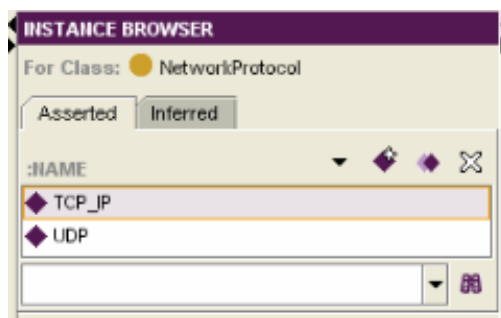 INSTANCE BROWSER
For Class: NetworkProtocol
Asserted Inferred
:NAME
TCP_IP
UDP